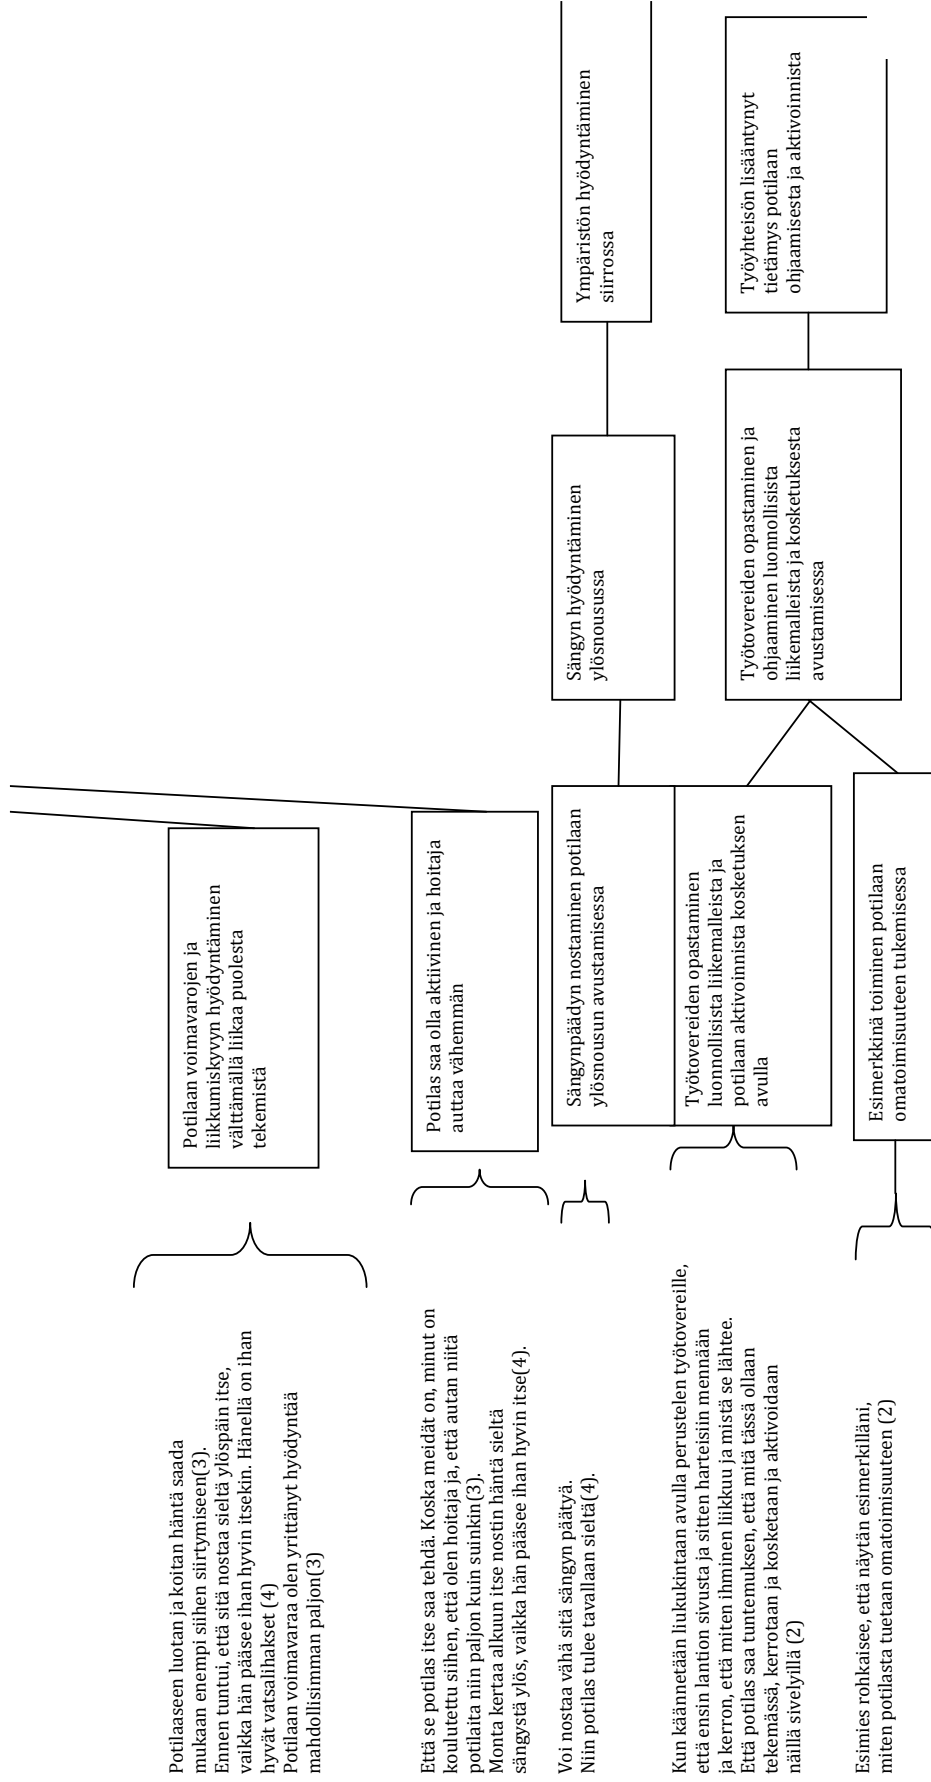 Potilaaseen luotan ja koitan häntä saada
mukaan enempi siihen siirtymiseen(3).
Ennen tuntui, että sitä nostaa sieltä ylöspäin itse,
vaikka hän pääsee ihan hyvin itsekin. Hänellä on ihan
hyvät vatsalihakset (4)
Potilaan voimavaraa olen yrittänyt hyödyntää
mahdollisimman paljon(3)
Potilaan voimavarojen ja
liikkumiskyvyn hyödyntäminen
välttämällä liikaa puolesta
tekemistä
Että se potilas itse saa tehdä. Koska meidät on, minut on
koulutettu siihen, että olen hoitaja ja, että autan niitä
potilaita niin paljon kuin suinkin(3).
Monta kertaa alkuun itse nostin häntä sieltä
sängystä ylös, vaikka hän pääsee ihan hyvin itse(4).
Potilas saa olla aktiivinen ja hoitaja
auttaa vähemmän
Voi nostaa vähä sitä sängyn päätyä.
Niin potilas tulee tavallaan sieltä(4).
Sängynpäädyn nostaminen potilaan
ylösnousun avustamisessa
Sängyn hyödyntäminen
ylösnousussa
Ympäristön hyödyntäminen
siirrossa
Kun käännetään liukukintaan avulla perustelen työtovereille,
että ensin lantion sivusta ja sitten harteisiin mennään
ja kerron, että miten ihminen liikkuu ja mistä se lähtee.
Että potilas saa tuntemuksen, että mitä tässä ollaan
tekemässä, kerrotaan ja kosketaan ja aktivoidaan
näillä sivelyillä (2)
Työtovereiden opastaminen
luonnollisista liikemalleista ja
potilaan aktivoinnista kosketuksen
avulla
Työtovereiden opastaminen ja
ohjaaminen luonnollisista
liikemalleista ja kosketuksesta
avustamisessa
Työyhteisön lisääntynyt
tietämys potilaan
ohjaamisesta ja aktivoinnista
Esimies rohkaisee, että näytän esimerkilläni,
miten potilasta tuetaan omatoimisuuteen (2)
Esimerkkinä toiminen potilaan
omatoimisuuteen tukemisessa